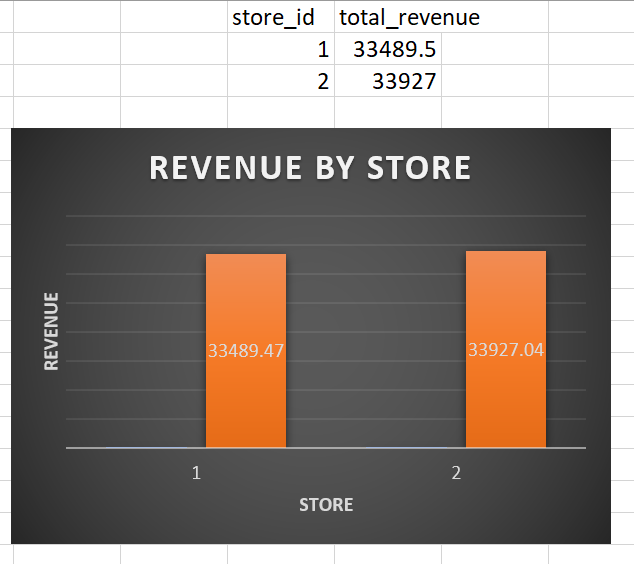 store_id total_revenue
1 33489.5
2 33927
REVENUE BY STORE
REVENUE
33489.47 33927.04
1 2
STORE